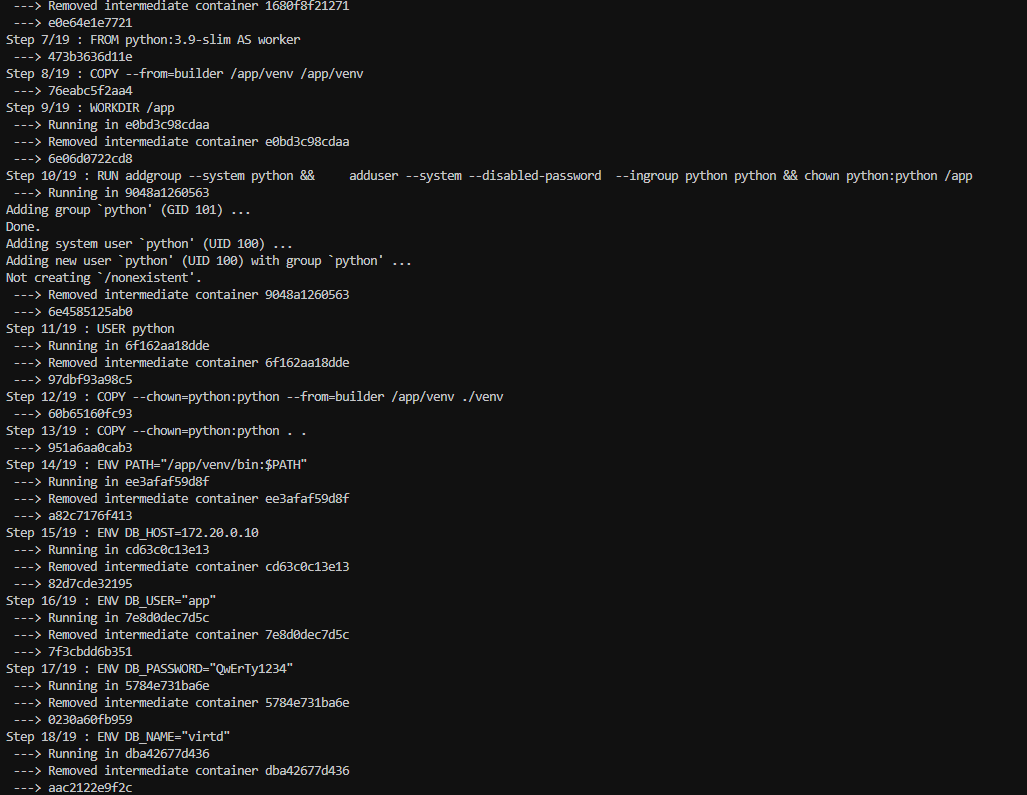 ---> Removed intermediate container 1680f8f21271
---> e0e64e1e7721
Step 7/19 : FROM python:3.9-slim AS worker
---> 473b3636d11e
Step 8/19 : COPY --from=builder /app/venv /app/venv
---> 76eabc5f2aa4
Step 9/19 : WORKDIR /app
---> Running in e0bd3c98cdaa
---> Removed intermediate container e0bd3c98cdaa
---> 6e06d0722cd8
Step 10/19 : RUN addgroup --system python &&     adduser --system --disabled-password  --ingroup python python && chown python:python /app
---> Running in 9048a1260563
Adding group `python' (GID 101) ...
Done.
Adding system user `python' (UID 100) ...
Adding new user `python' (UID 100) with group `python' ...
Not creating `/nonexistent'.
---> Removed intermediate container 9048a1260563
---> 6e4585125ab0
Step 11/19 : USER python
---> Running in 6f162aa18dde
---> Removed intermediate container 6f162aa18dde
---> 97dbf93a98c5
Step 12/19 : COPY --chown=python:python --from=builder /app/venv ./venv
---> 60b65160fc93
Step 13/19 : COPY --chown=python:python . .
---> 951a6aa0cab3
Step 14/19 : ENV PATH="/app/venv/bin:$PATH"
---> Running in ee3afaf59d8f
---> Removed intermediate container ee3afaf59d8f
---> a82c7176f413
Step 15/19 : ENV DB_HOST=172.20.0.10
---> Running in cd63c0c13e13
---> Removed intermediate container cd63c0c13e13
---> 82d7cde32195
Step 16/19 : ENV DB_USER="app"
---> Running in 7e8d0dec7d5c
---> Removed intermediate container 7e8d0dec7d5c
---> 7f3cbdd6b351
Step 17/19 : ENV DB_PASSWORD="QwErTy1234"
---> Running in 5784e731ba6e
---> Removed intermediate container 5784e731ba6e
---> 0230a60fb959
Step 18/19 : ENV DB_NAME="virtd"
---> Running in dba42677d436
---> Removed intermediate container dba42677d436
---> aac2122e9f2c